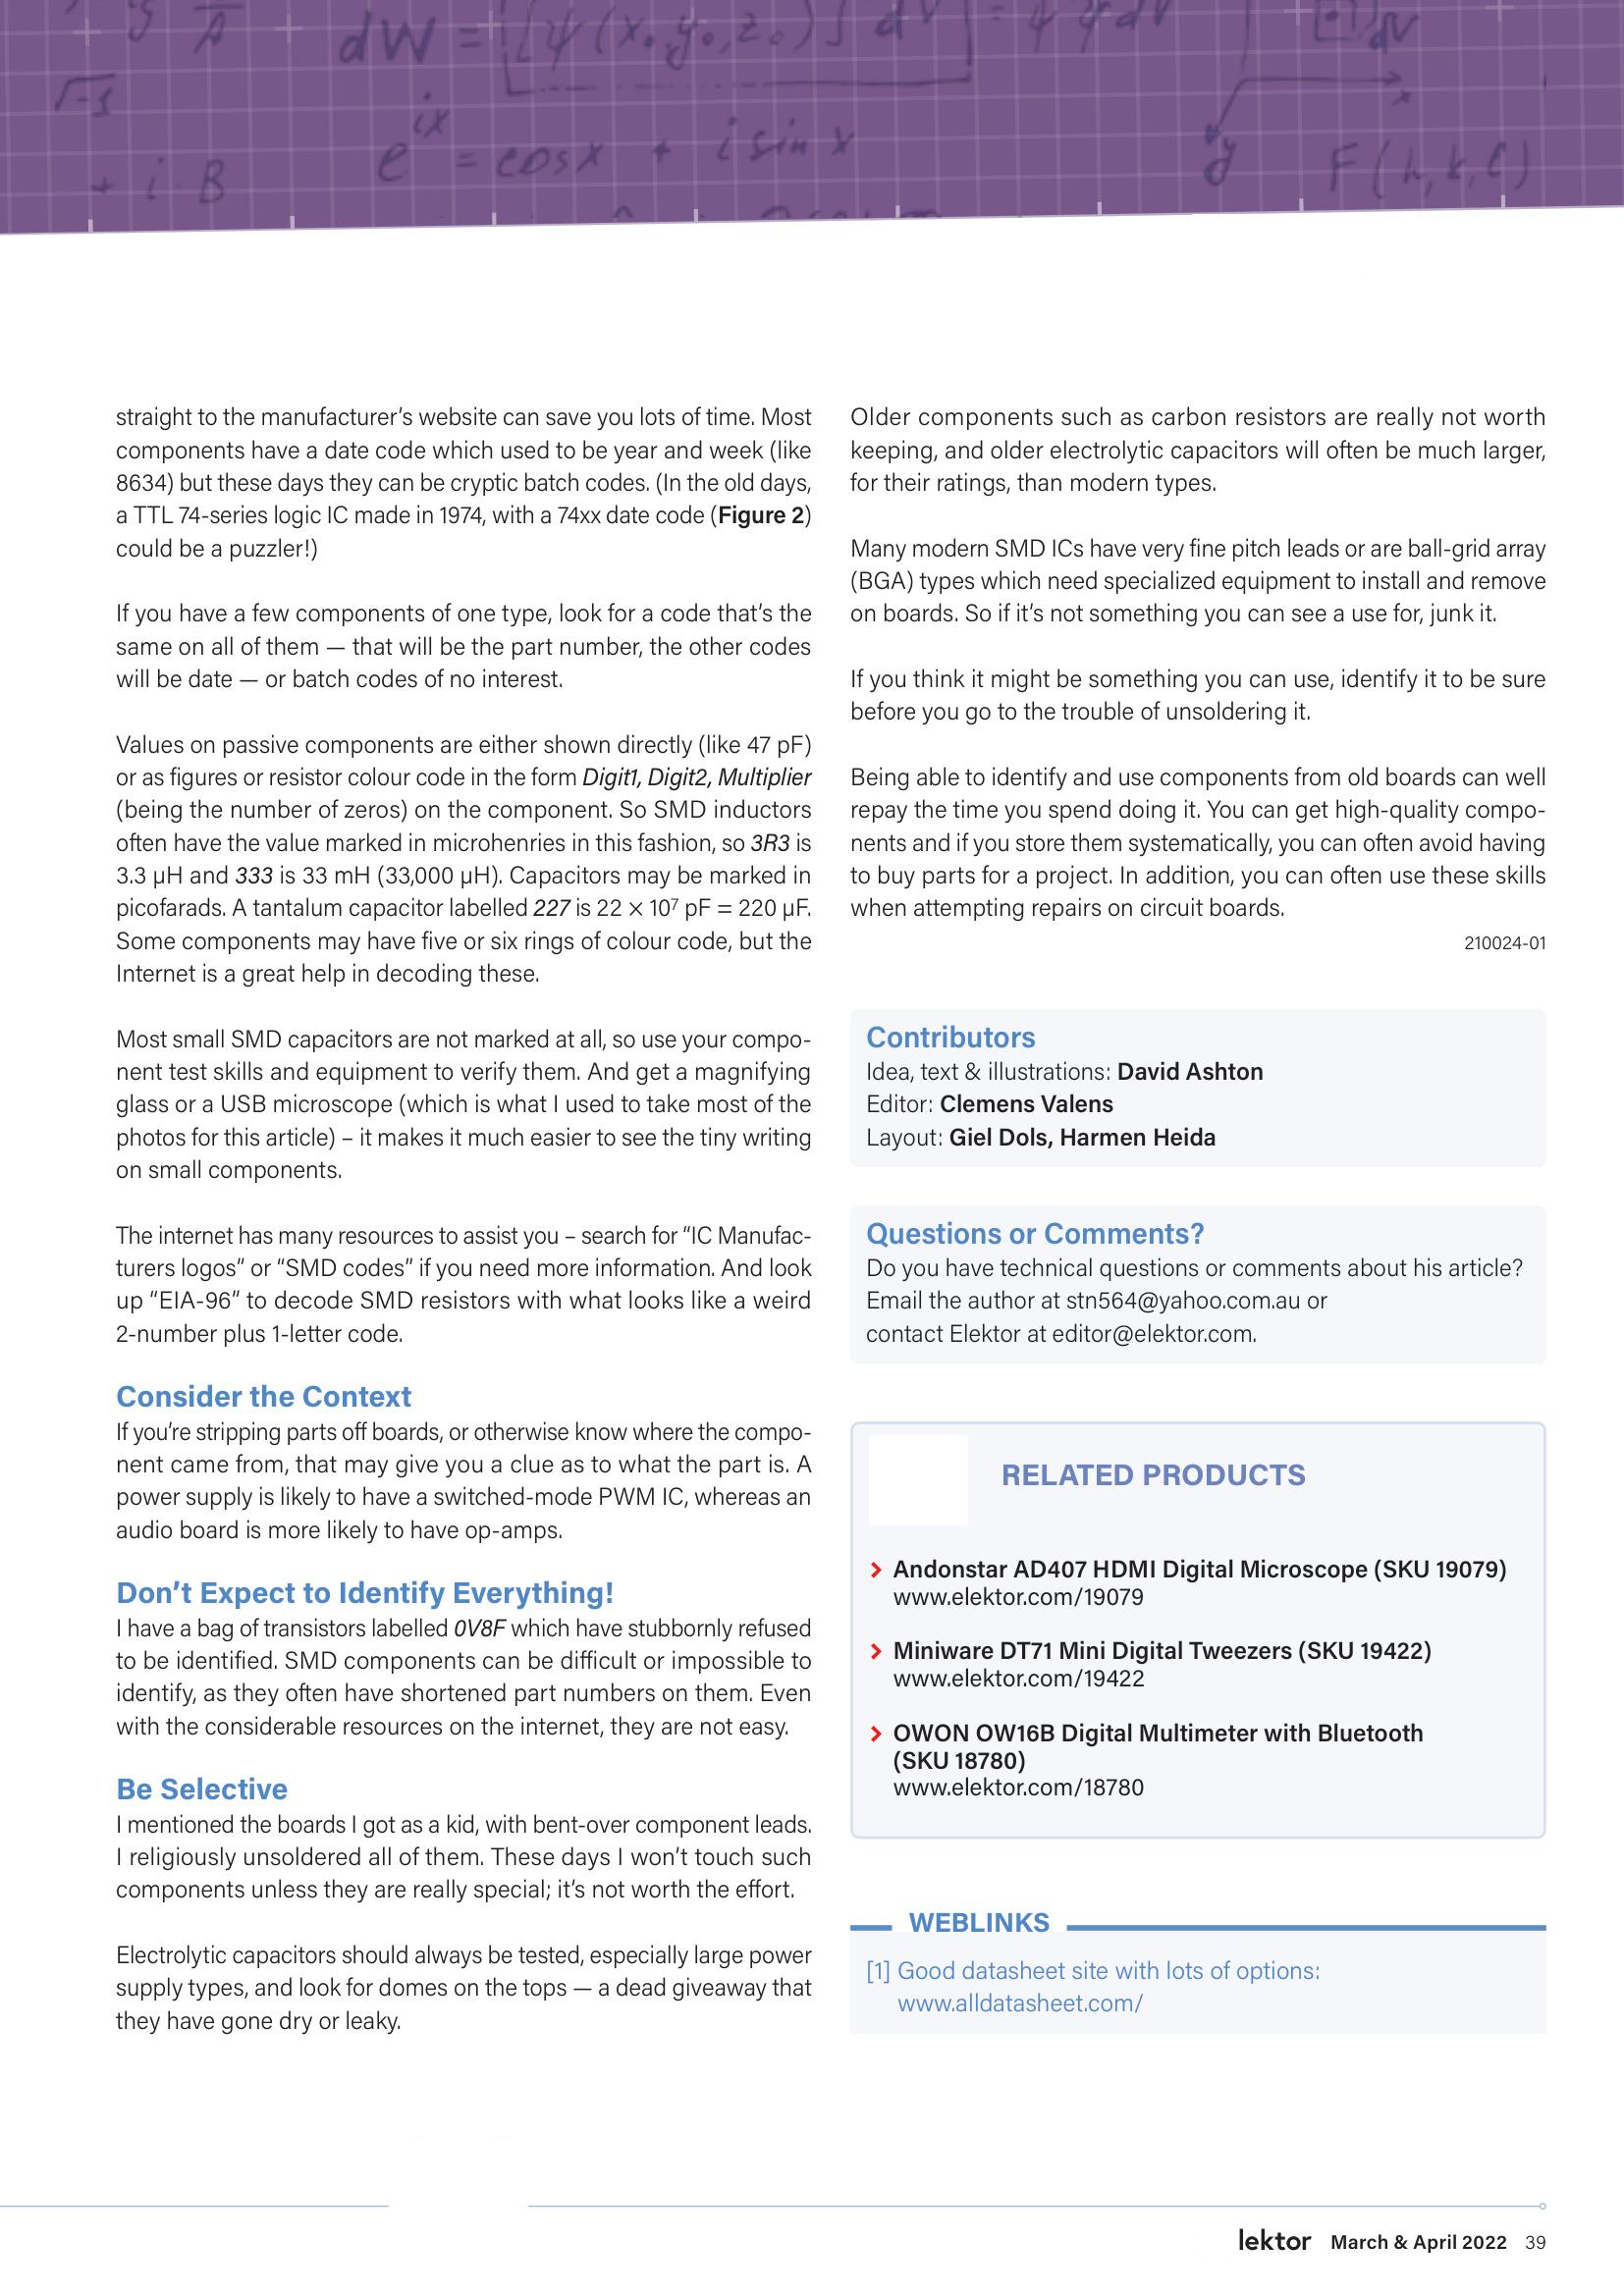 dW = [ψ(x₀,y₀,z₀)] dV
√-1
e^ix = cosx + i sin x
+ i B
y
x
F(h,k,l)
straight to the manufacturer's website can save you lots of time. Most
components have a date code which used to be year and week (like
8634) but these days they can be cryptic batch codes. (In the old days,
a TTL 74-series logic IC made in 1974, with a 74xx date code (Figure 2)
could be a puzzler!)
If you have a few components of one type, look for a code that's the
same on all of them — that will be the part number, the other codes
will be date — or batch codes of no interest.
Values on passive components are either shown directly (like 47 pF)
or as figures or resistor colour code in the form Digit1, Digit2, Multiplier
(being the number of zeros) on the component. So SMD inductors
often have the value marked in microhenries in this fashion, so 3R3 is
3.3 µH and 333 is 33 mH (33,000 µH). Capacitors may be marked in
picofarads. A tantalum capacitor labelled 227 is 22 × 10⁷ pF = 220 µF.
Some components may have five or six rings of colour code, but the
Internet is a great help in decoding these.
Most small SMD capacitors are not marked at all, so use your compo-
nent test skills and equipment to verify them. And get a magnifying
glass or a USB microscope (which is what I used to take most of the
photos for this article) – it makes it much easier to see the tiny writing
on small components.
The internet has many resources to assist you – search for “IC Manufac-
turers logos” or “SMD codes” if you need more information. And look
up “EIA-96” to decode SMD resistors with what looks like a weird
2-number plus 1-letter code.
Consider the Context
If you're stripping parts off boards, or otherwise know where the compo-
nent came from, that may give you a clue as to what the part is. A
power supply is likely to have a switched-mode PWM IC, whereas an
audio board is more likely to have op-amps.
Don't Expect to Identify Everything!
I have a bag of transistors labelled 0V8F which have stubbornly refused
to be identified. SMD components can be difficult or impossible to
identify, as they often have shortened part numbers on them. Even
with the considerable resources on the internet, they are not easy.
Be Selective
I mentioned the boards I got as a kid, with bent-over component leads.
I religiously unsoldered all of them. These days I won't touch such
components unless they are really special; it's not worth the effort.
Electrolytic capacitors should always be tested, especially large power
supply types, and look for domes on the tops — a dead giveaway that
they have gone dry or leaky.
Older components such as carbon resistors are really not worth
keeping, and older electrolytic capacitors will often be much larger,
for their ratings, than modern types.
Many modern SMD ICs have very fine pitch leads or are ball-grid array
(BGA) types which need specialized equipment to install and remove
on boards. So if it's not something you can see a use for, junk it.
If you think it might be something you can use, identify it to be sure
before you go to the trouble of unsoldering it.
Being able to identify and use components from old boards can well
repay the time you spend doing it. You can get high-quality compo-
nents and if you store them systematically, you can often avoid having
to buy parts for a project. In addition, you can often use these skills
when attempting repairs on circuit boards.
210024-01
Contributors
Idea, text & illustrations: David Ashton
Editor: Clemens Valens
Layout: Giel Dols, Harmen Heida
Questions or Comments?
Do you have technical questions or comments about his article?
Email the author at stn564@yahoo.com.au or
contact Elektor at editor@elektor.com.
RELATED PRODUCTS
> Andonstar AD407 HDMI Digital Microscope (SKU 19079)
www.elektor.com/19079
> Miniware DT71 Mini Digital Tweezers (SKU 19422)
www.elektor.com/19422
> OWON OW16B Digital Multimeter with Bluetooth
(SKU 18780)
www.elektor.com/18780
WEBLINKS
[1] Good datasheet site with lots of options:
www.alldatasheet.com/
lektor March & April 2022 39